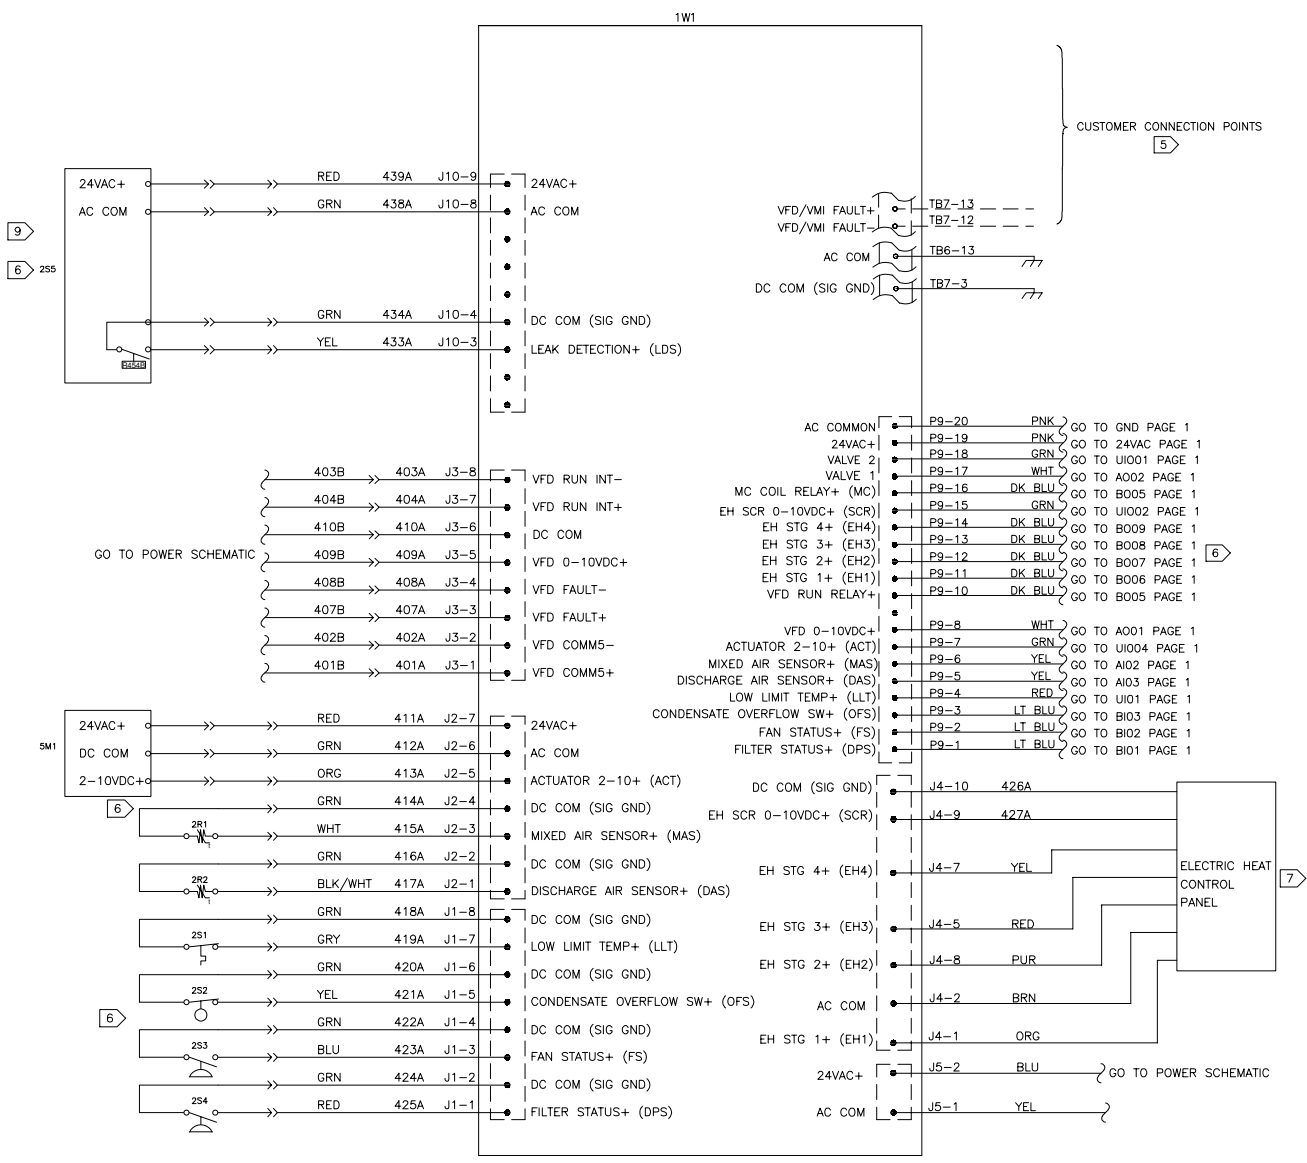 1W1
CUSTOMER CONNECTION POINTS
5
24VAC+ RED 439A J10-9 24VAC+
AC COM GRN 438A J10-8 AC COM
9
6 2S5
GRN 434A J10-4 DC COM (SIG GND)
YEL 433A J10-3 LEAK DETECTION+ (LDS)
R454B
VFD/VMI FAULT+ TB7-13
VFD/VMI FAULT- TB7-12
AC COM TB6-13
DC COM (SIG GND) TB7-3
403B 403A J3-8 VFD RUN INT-
404B 404A J3-7 VFD RUN INT+
410B 410A J3-6 DC COM
GO TO POWER SCHEMATIC
409B 409A J3-5 VFD 0-10VDC+
408B 408A J3-4 VFD FAULT-
407B 407A J3-3 VFD FAULT+
402B 402A J3-2 VFD COMM5-
401B 401A J3-1 VFD COMM5+
AC COMMON P9-20 PNK GO TO GND PAGE 1
24VAC+ P9-19 PNK GO TO 24VAC PAGE 1
VALVE 2 P9-18 GRN GO TO UIO01 PAGE 1
VALVE 1 P9-17 WHT GO TO AO02 PAGE 1
MC COIL RELAY+ (MC) P9-16 DK BLU GO TO BO05 PAGE 1
EH SCR 0-10VDC+ (SCR) P9-15 GRN GO TO UIO02 PAGE 1
EH STG 4+ (EH4) P9-14 DK BLU GO TO BO09 PAGE 1
EH STG 3+ (EH3) P9-13 DK BLU GO TO BO08 PAGE 1
6
EH STG 2+ (EH2) P9-12 DK BLU GO TO BO07 PAGE 1
EH STG 1+ (EH1) P9-11 DK BLU GO TO BO06 PAGE 1
VFD RUN RELAY+ P9-10 DK BLU GO TO BO05 PAGE 1
VFD 0-10VDC+ P9-8 WHT GO TO AO01 PAGE 1
ACTUATOR 2-10+ (ACT) P9-7 GRN GO TO UIO04 PAGE 1
MIXED AIR SENSOR+ (MAS) P9-6 YEL GO TO AI02 PAGE 1
DISCHARGE AIR SENSOR+ (DAS) P9-5 YEL GO TO AI03 PAGE 1
LOW LIMIT TEMP+ (LLT) P9-4 RED GO TO UI01 PAGE 1
CONDENSATE OVERFLOW SW+ (OFS) P9-3 LT BLU GO TO BI03 PAGE 1
FAN STATUS+ (FS) P9-2 LT BLU GO TO BI02 PAGE 1
FILTER STATUS+ (DPS) P9-1 LT BLU GO TO BI01 PAGE 1
24VAC+ RED 411A J2-7 24VAC+
5M1 DC COM GRN 412A J2-6 AC COM
2-10VDC+ ORG 413A J2-5 ACTUATOR 2-10+ (ACT)
6 GRN 414A J2-4 DC COM (SIG GND)
2R1 1 WHT 415A J2-3 MIXED AIR SENSOR+ (MAS)
GRN 416A J2-2 DC COM (SIG GND)
2R2 1 BLK/WHT 417A J2-1 DISCHARGE AIR SENSOR+ (DAS)
GRN 418A J1-8 DC COM (SIG GND)
2S1 GRY 419A J1-7 LOW LIMIT TEMP+ (LLT)
GRN 420A J1-6 DC COM (SIG GND)
2S2 YEL 421A J1-5 CONDENSATE OVERFLOW SW+ (OFS)
6
GRN 422A J1-4 DC COM (SIG GND)
2S3 BLU 423A J1-3 FAN STATUS+ (FS)
GRN 424A J1-2 DC COM (SIG GND)
2S4 RED 425A J1-1 FILTER STATUS+ (DPS)
DC COM (SIG GND) J4-10 426A
EH SCR 0-10VDC+ (SCR) J4-9 427A
EH STG 4+ (EH4) J4-7 YEL
ELECTRIC HEAT
CONTROL
PANEL
7
EH STG 3+ (EH3) J4-5 RED
EH STG 2+ (EH2) J4-8 PUR
AC COM J4-2 BRN
EH STG 1+ (EH1) J4-1 ORG
24VAC+ J5-2 BLU GO TO POWER SCHEMATIC
AC COM J5-1 YEL